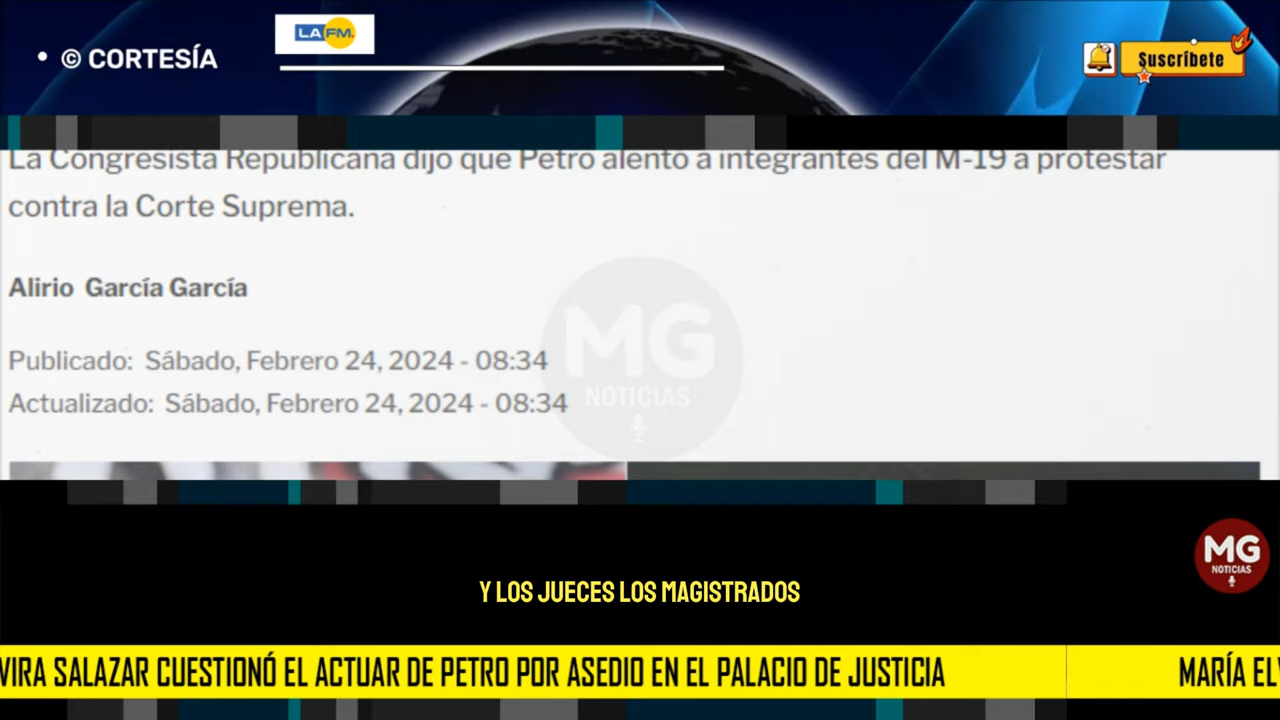 • © CORTESÍA
LA FM.
Suscríbete
La Congresista Republicana dijo que Petro alentó a integrantes del M-19 a protestar
contra la Corte Suprema.
Alirio García García
Publicado: Sábado, Febrero 24, 2024 - 08:34
Actualizado: Sábado, Febrero 24, 2024 - 08:34
MG
NOTICIAS
MG
NOTICIAS
Y LOS JUECES LOS MAGISTRADOS
VIRA SALAZAR CUESTIONÓ EL ACTUAR DE PETRO POR ASEDIO EN EL PALACIO DE JUSTICIA
MARÍA EL